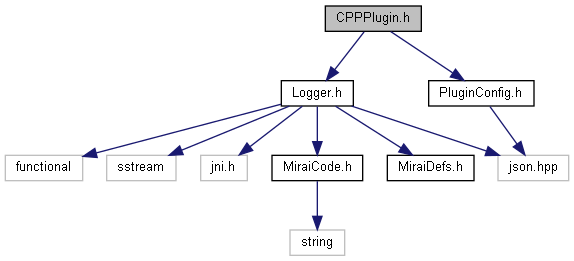 CPPPlugin.h
Logger.h
PluginConfig.h
functional
sstream
jni.h
MiraiCode.h
MiraiDefs.h
json.hpp
string